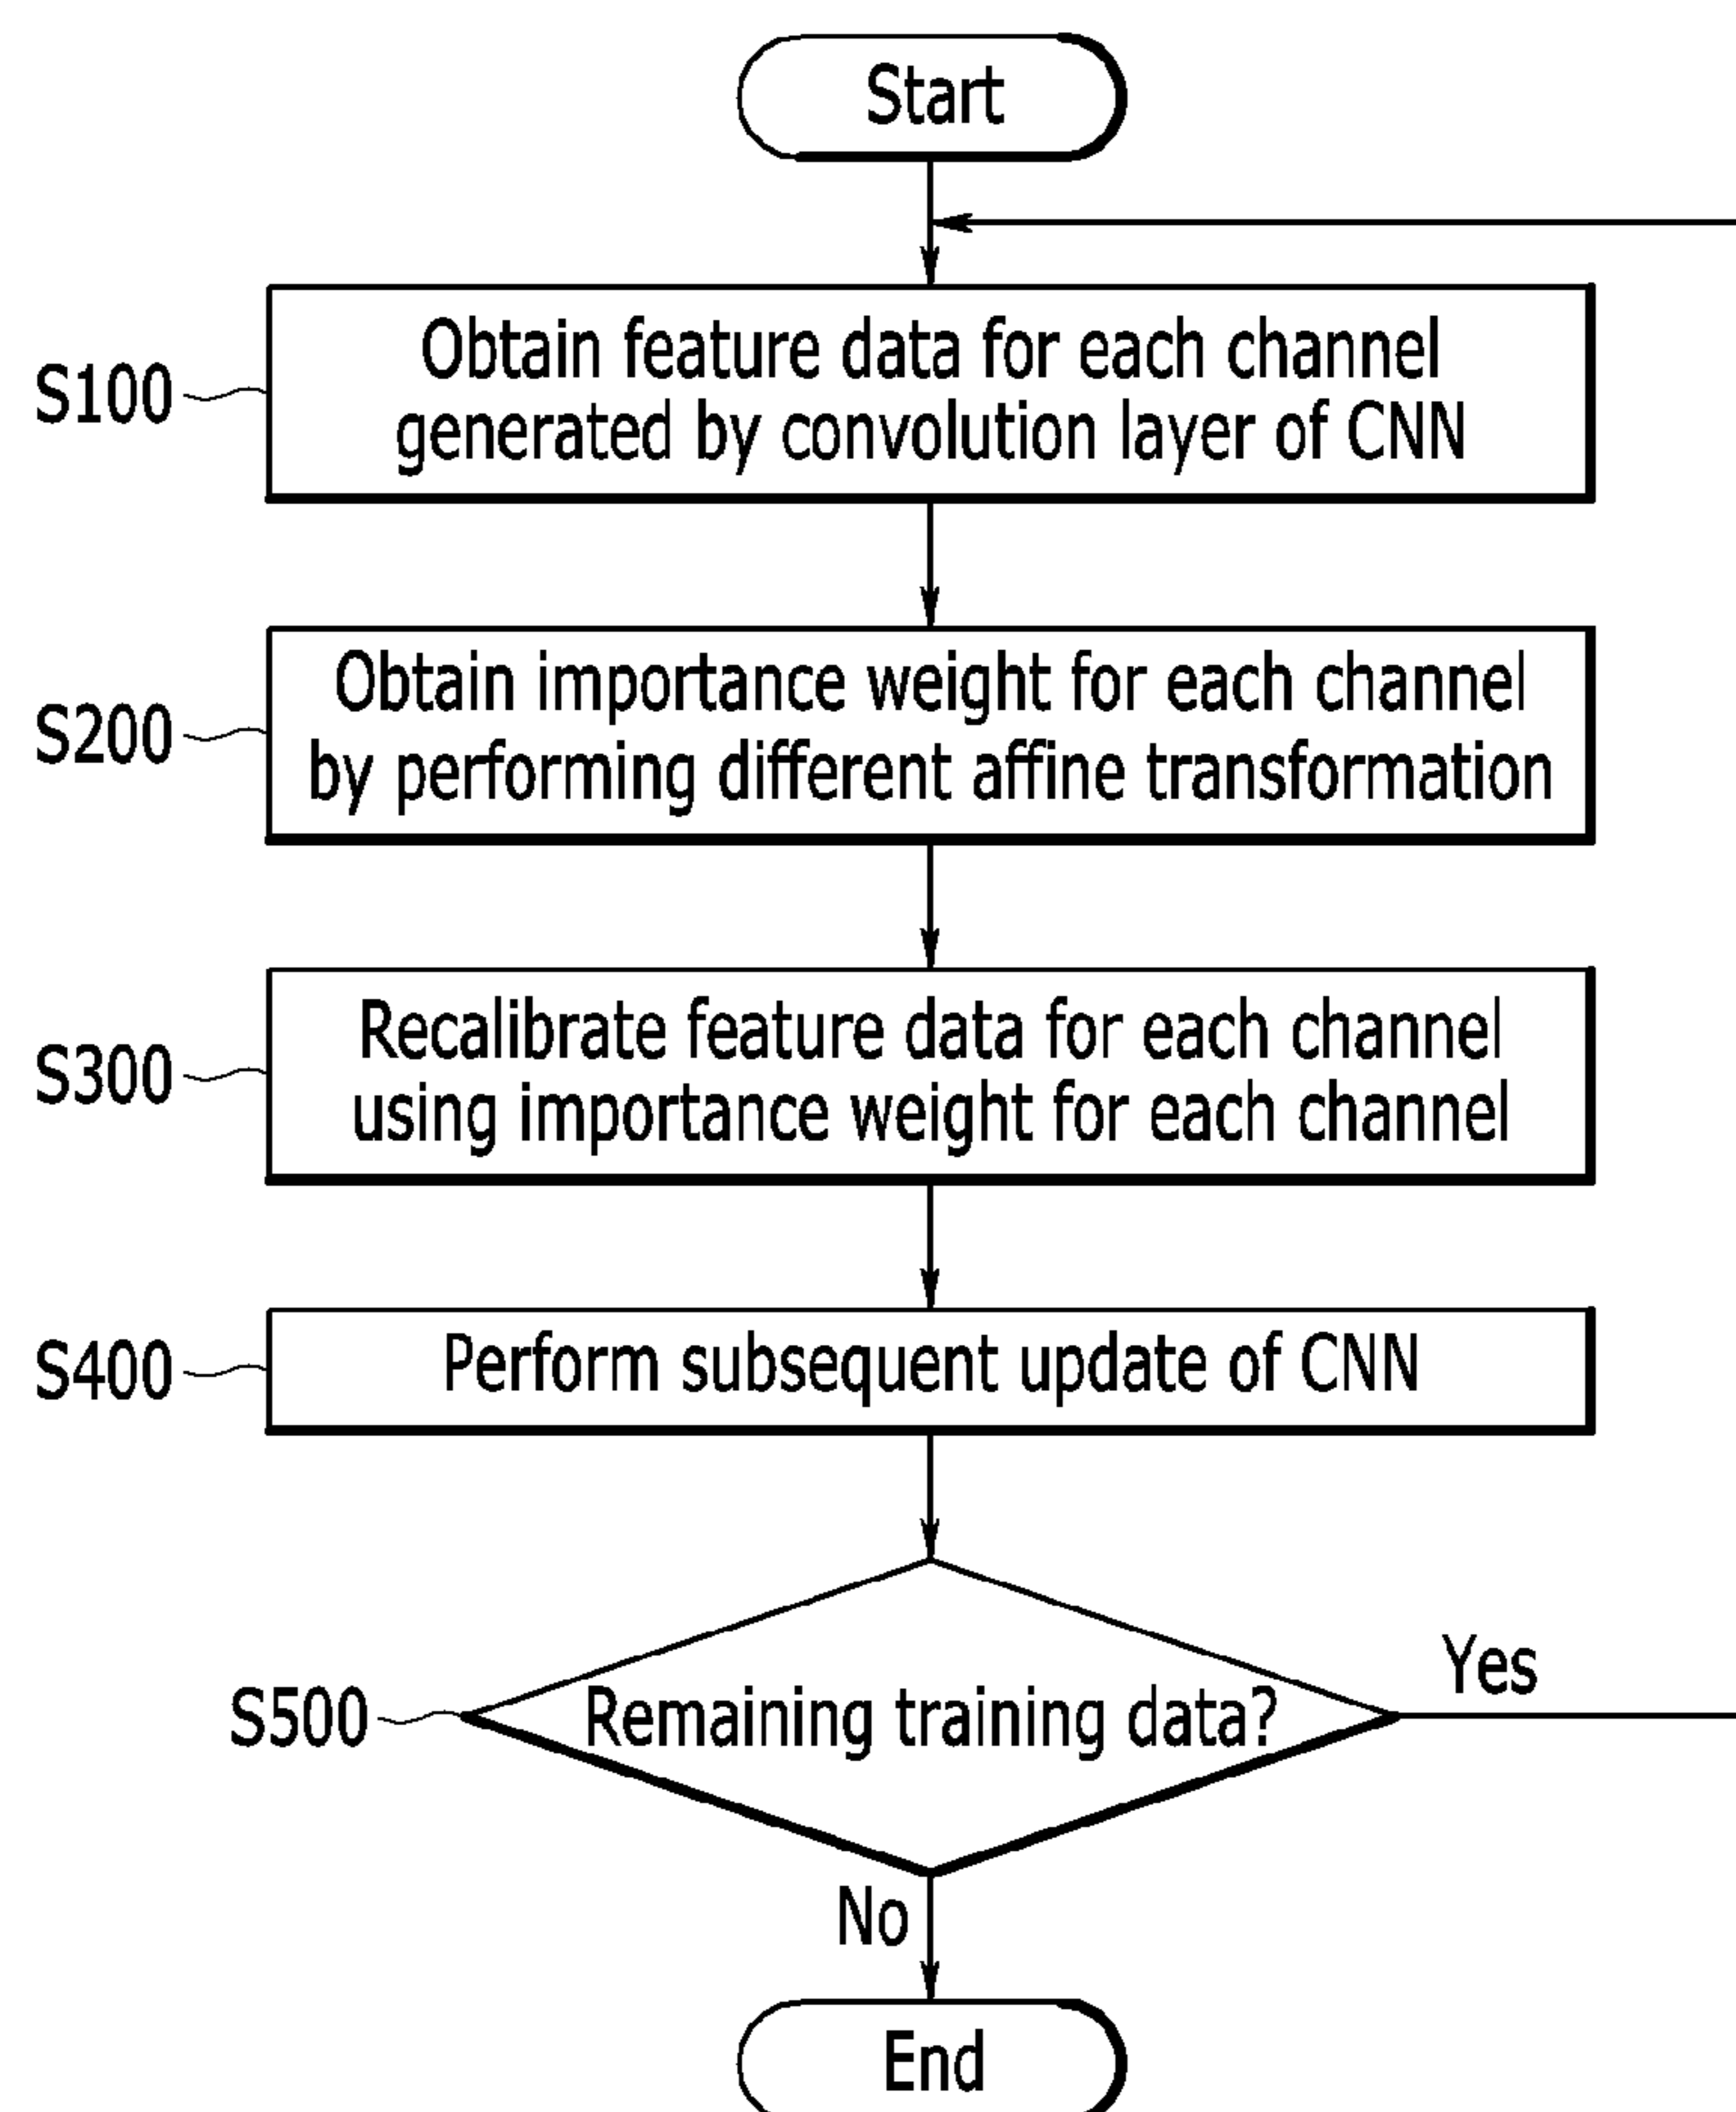 Start
S100
Obtain feature data for each channel
generated by convolution layer of CNN
S200
Obtain importance weight for each channel
by performing different affine transformation
S300
Recalibrate feature data for each channel
using importance weight for each channel
S400
Perform subsequent update of CNN
S500
Remaining training data?
Yes
No
End